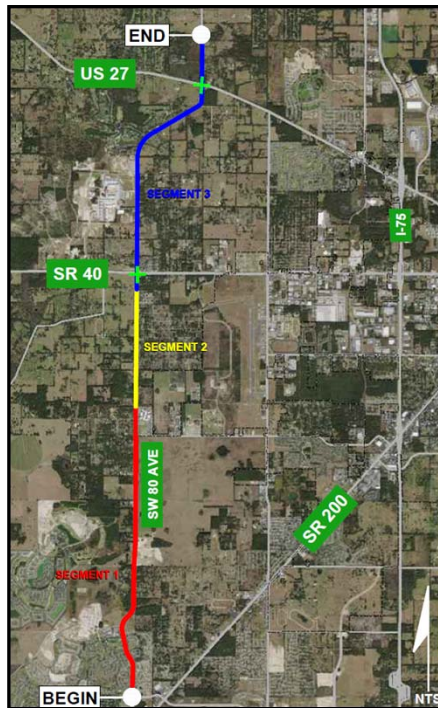 END
US 27
SEGMENT 3
I-75
SR 40
SEGMENT 2
SW 80 AVE
SR 200
SEGMENT 1
BEGIN
NTS